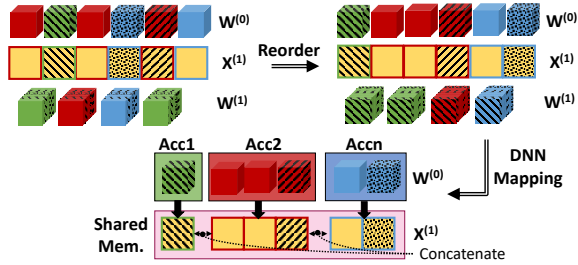 W(0)
X(1)
W(1)
Reorder
W(0)
X(1)
W(1)
DNN
Mapping
Acc1
Acc2
Accn
W(0)
Shared
Mem.
X(1)
Concatenate